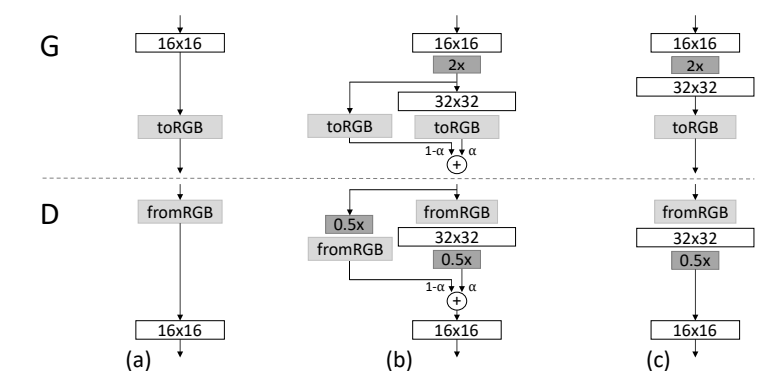 G
16x16
toRGB
16x16
2x
32x32
toRGB toRGB
1-α α
+
16x16
2x
32x32
toRGB
D
fromRGB
16x16
(a)
fromRGB
0.5x
32x32
fromRGB
0.5x
1-α α
+
16x16
(b)
fromRGB
32x32
0.5x
16x16
(c)